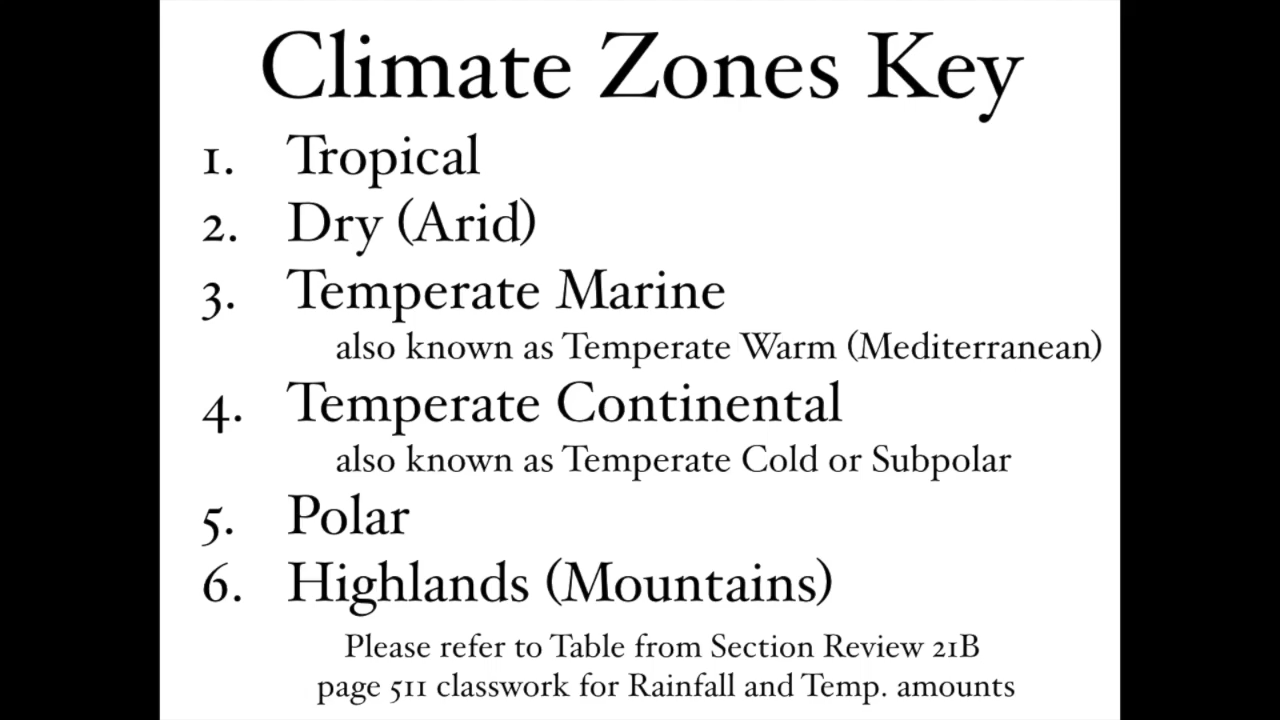 Climate Zones Key
1. Tropical
2. Dry (Arid)
3. Temperate Marine
also known as Temperate Warm (Mediterranean)
4. Temperate Continental
also known as Temperate Cold or Subpolar
5. Polar
6. Highlands (Mountains)
Please refer to Table from Section Review 21B
page 511 classwork for Rainfall and Temp. amounts